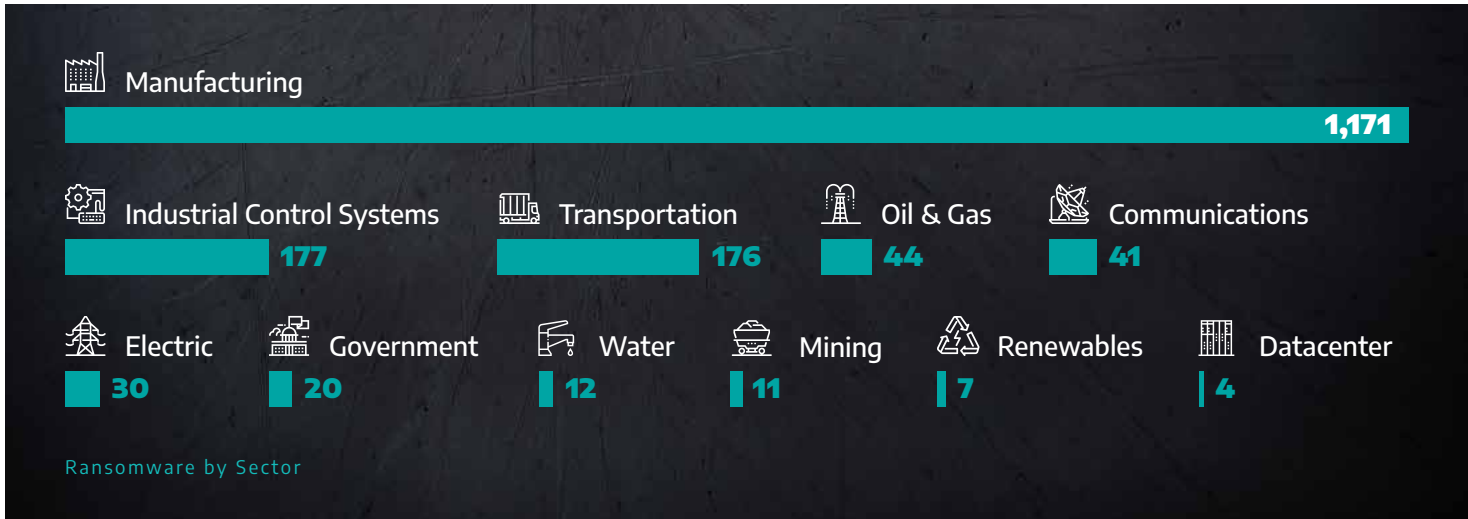 Manufacturing
1,171
Industrial Control Systems Transportation Oil & Gas Communications
177 176 44 41
Electric Government Water Mining Renewables Datacenter
30 20 12 11 7 4
Ransomware by Sector